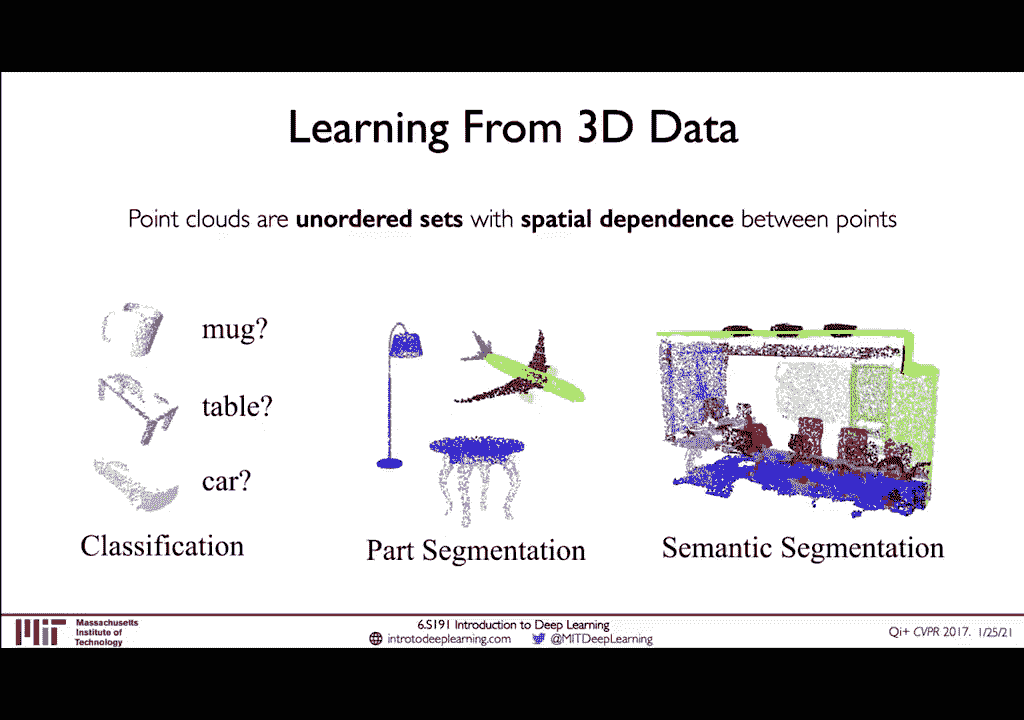 Learning From 3D Data
Point clouds are unordered sets with spatial dependence between points
mug?
table?
car?
Classification
Part Segmentation
Semantic Segmentation
Massachusetts
Institute of
Technology
6.S191 Introduction to Deep Learning
introtodeeplearning.com @MITDeepLearning
Qi+ CVPR 2017. 1/25/21